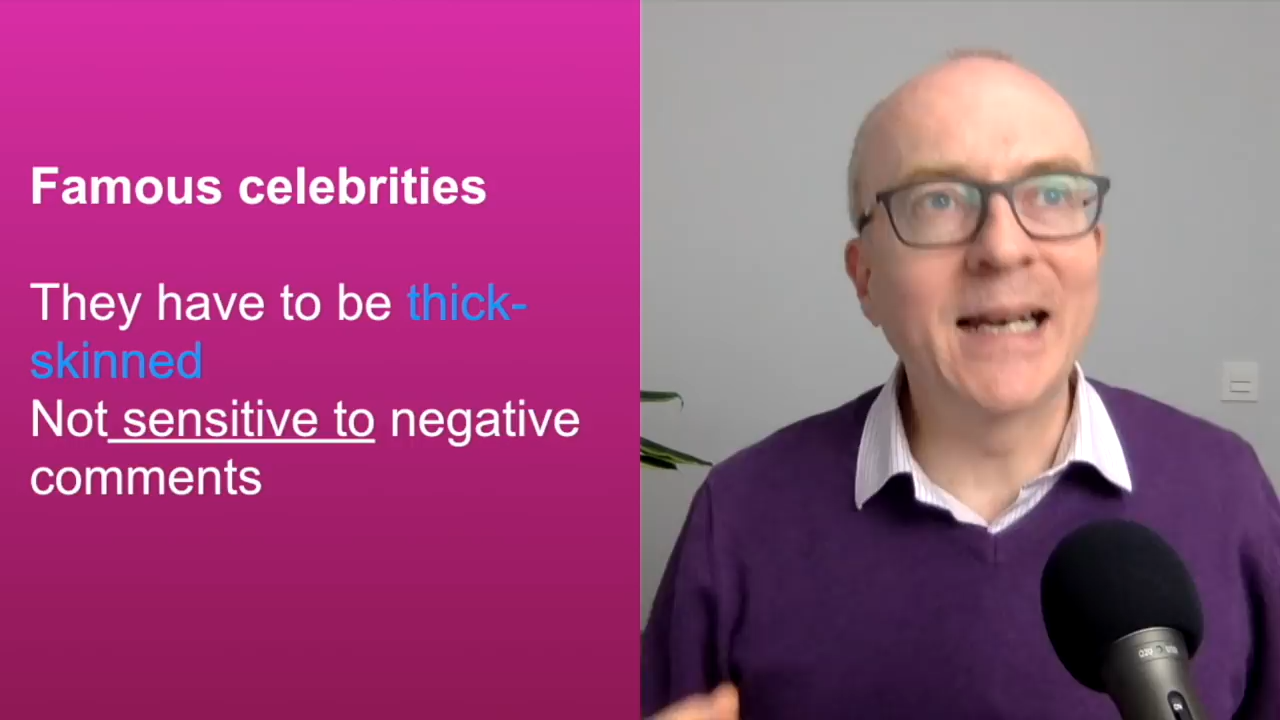 Famous celebrities
They have to be thick-
skinned
Not sensitive to negative
comments